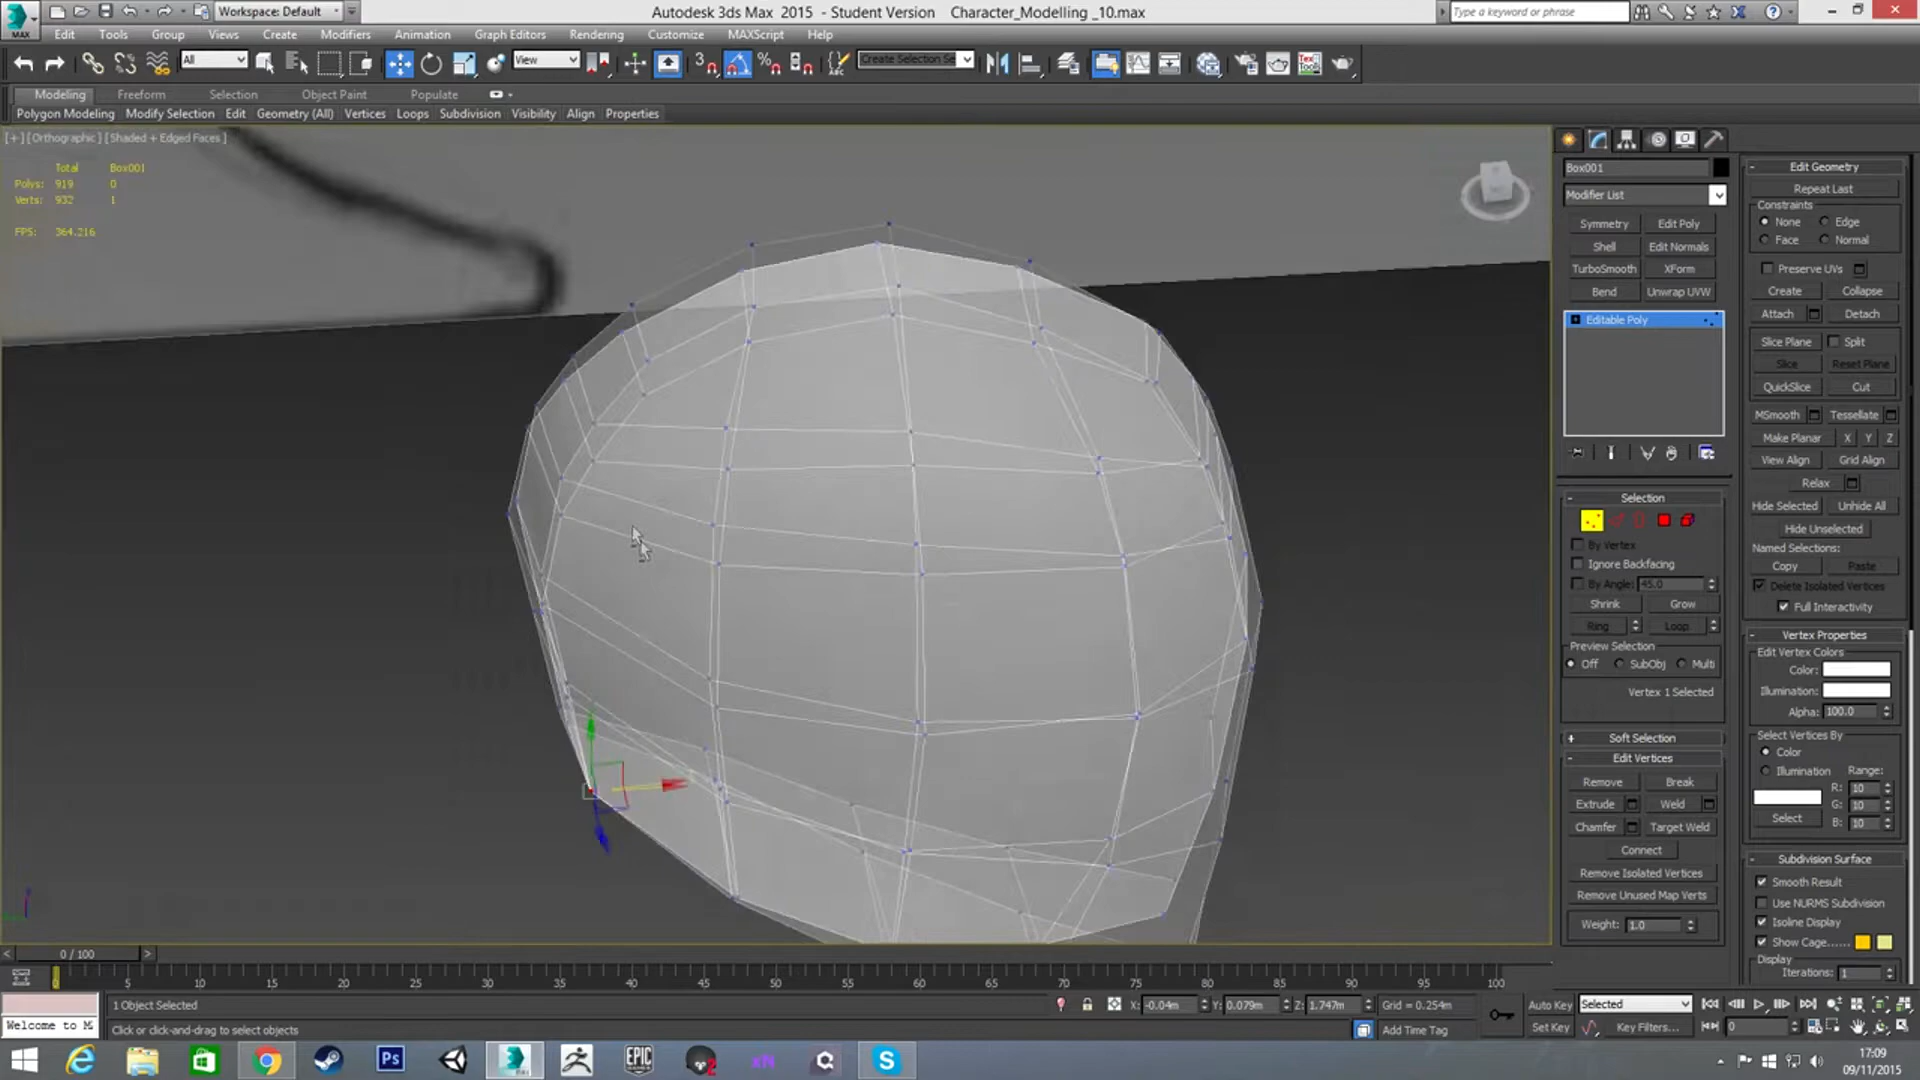 Workspace: Default
Autodesk 3ds Max 2015 - Student Version Character_Modelling _10.max
Type a keyword or phrase
MAX
Edit Tools Group Views Create Modifiers Animation Graph Editors Rendering Customize MAXScript Help
All
View
Create Selection Se
Modeling Freeform Selection Object Paint Populate
Polygon Modeling Modify Selection Edit Geometry (All) Vertices Loops Subdivision Visibility Align Properties
[+] [Orthographic] [Shaded + Edged Faces]
Total Box001
Polys: 919 0
Verts: 932 1
FPS: 364.216
Box001
Modifier List
Symmetry Edit Poly
Shell Edit Normals
TurboSmooth XForm
Bend Unwrap UVW
Editable Poly
Selection
By Vertex
Ignore Backfacing
By Angle: 45.0
Shrink Grow
Ring Loop
Preview Selection
Off SubObj Multi
Vertex 1 Selected
Soft Selection
Edit Vertices
Remove Break
Extrude Weld
Chamfer Target Weld
Connect
Remove Isolated Vertices
Remove Unused Map Verts
Weight: 1.0
Edit Geometry
Repeat Last
Constraints
None Edge
Face Normal
Preserve UVs
Create Collapse
Attach Detach
Slice Plane Split
Slice Reset Plane
QuickSlice Cut
MSmooth Tessellate
Make Planar X Y Z
View Align Grid Align
Relax
Hide Selected Unhide All
Hide Unselected
Named Selections:
Copy Paste
Delete Isolated Vertices
Full Interactivity
Vertex Properties
Edit Vertex Colors
Color:
Illumination:
Alpha: 100.0
Select Vertices By
Color
Illumination Range:
R: 10
G: 10
B: 10
Select
Subdivision Surface
Smooth Result
Use NURMS Subdivision
Isoline Display
Show Cage......
Display
Iterations: 1
0 / 100
0 5 10 15 20 25 30 35 40 45 50 55 60 65 70 75 80 85 90 95 100
1 Object Selected
X: -0.04m Y: 0.079m Z: 1.747m Grid = 0.254m
Auto Key Selected
Welcome to M
Click or click-and-drag to select objects
Add Time Tag
Set Key Key Filters... 0
17:09
09/11/2015